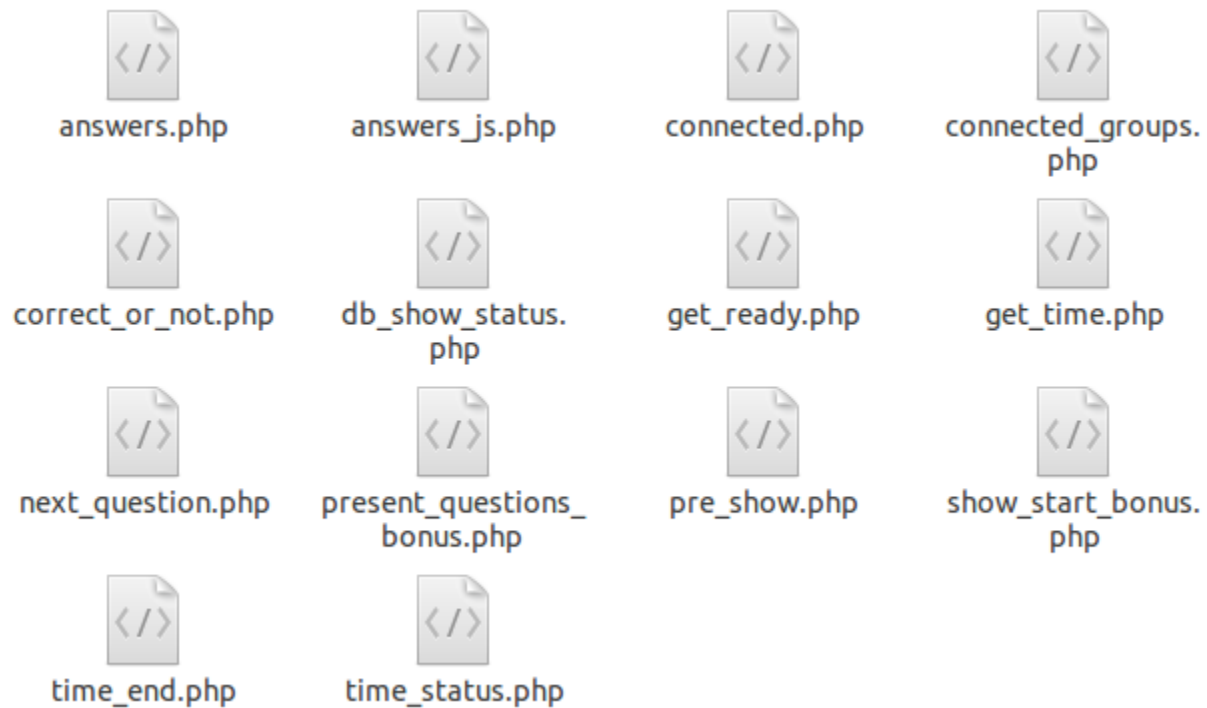 answers.php
answers_js.php
connected.php
connected_groups.
php
correct_or_not.php
db_show_status.
php
get_ready.php
get_time.php
next_question.php
present_questions_
bonus.php
pre_show.php
show_start_bonus.
php
time_end.php
time_status.php